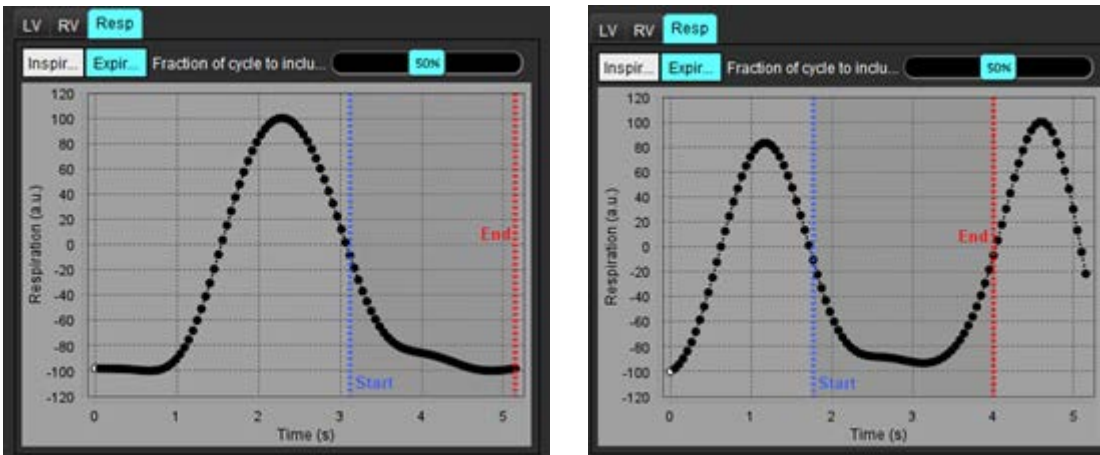 LV RV Resp
Inspir... Expir... Fraction of cycle to inclu... 50%
120
100
80
60
40
20
0
-20
-40
-60
-80
-100
-120
Respiration (a.u.)
End
Start
0 1 2 3 4 5
Time (s)
LV RV Resp
Inspir... Expir... Fraction of cycle to inclu... 50%
120
100
80
60
40
20
0
-20
-40
-60
-80
-100
-120
Respiration (a.u.)
End
Start
0 1 2 3 4 5
Time (s)